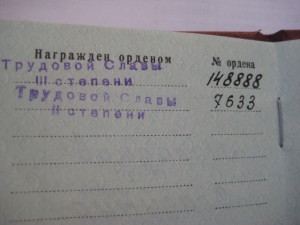 Награжден орденом № ордена
Трудовой Славы 148888
III степени
Трудовой Славы 7633
II степени